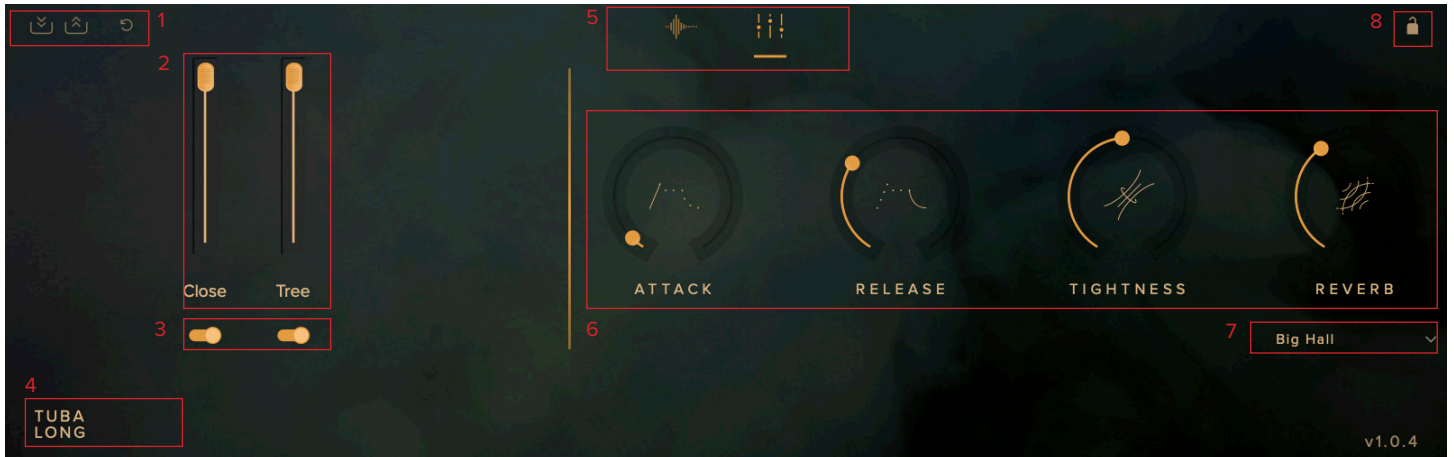 1
5
8
2
Close
Tree
ATTACK
RELEASE
TIGHTNESS
REVERB
3
6
7
Big Hall
4
TUBA
LONG
v1.0.4